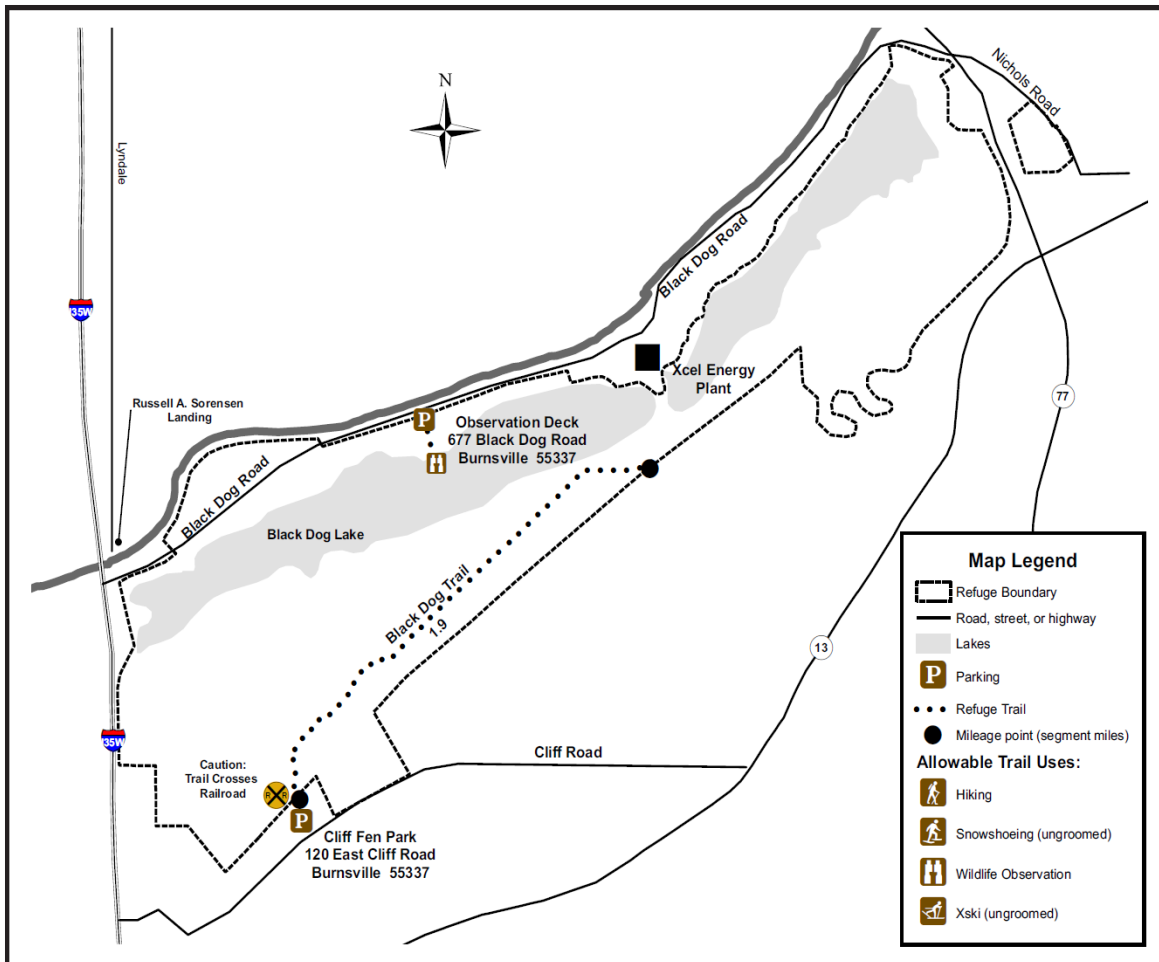 N
Nichols Road
Lyndale
35W
Black Dog Road
Xcel Energy
Plant
77
Russell A. Sorensen
Landing
P
Observation Deck
677 Black Dog Road
Burnsville 55337
Black Dog Road
Black Dog Lake
Black Dog Trail
1.9
13
35W
Cliff Road
Caution:
Trail Crosses
Railroad
R R
P
Cliff Fen Park
120 East Cliff Road
Burnsville 55337
Map Legend
Refuge Boundary
Road, street, or highway
Lakes
P
Parking
Refuge Trail
Mileage point (segment miles)
Allowable Trail Uses:
Hiking
Snowshoeing (ungroomed)
Wildlife Observation
Xski (ungroomed)